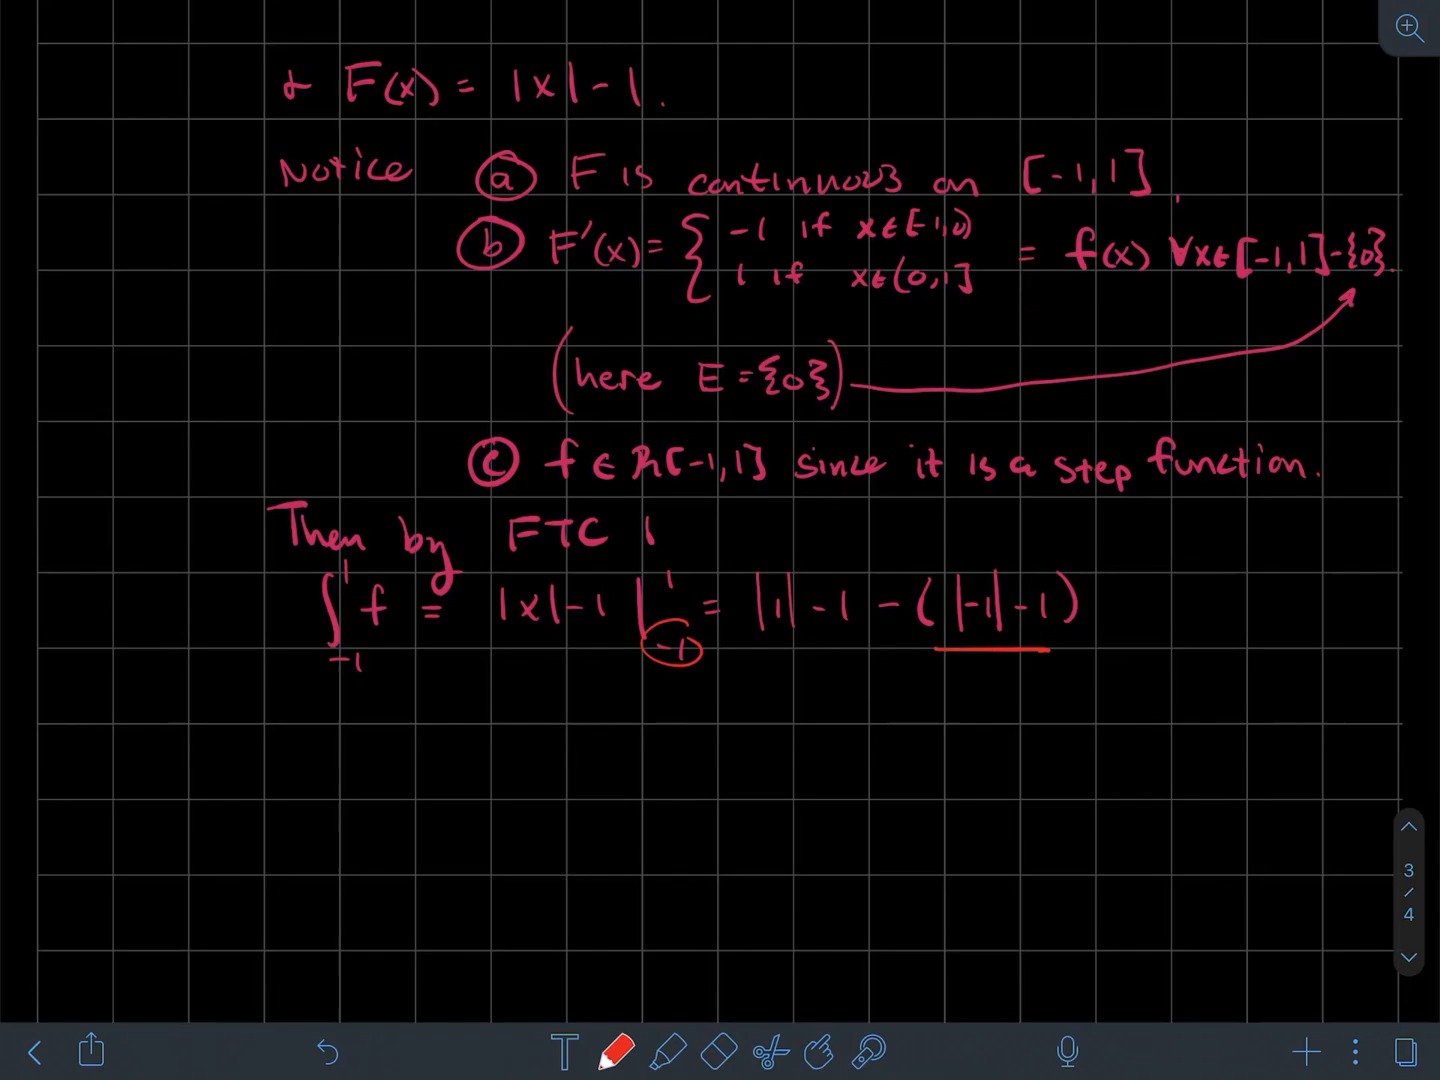 & F(x) = |x| - 1.
Notice ⓐ F is continuous on [-1,1].
ⓑ F'(x) = { -1 if x∈[-1,0)
1 if x∈(0,1] = f(x) ∀x∈[-1,1]-{0}.
(here E = {0})
ⓒ f ∈ R[-1,1] since it is a step function.
Then by FTC 1
∫_{-1}^{1} f = |x| - 1 |_{-1}^{1} = |1| - 1 - (|-1| - 1)
3
/
4
T